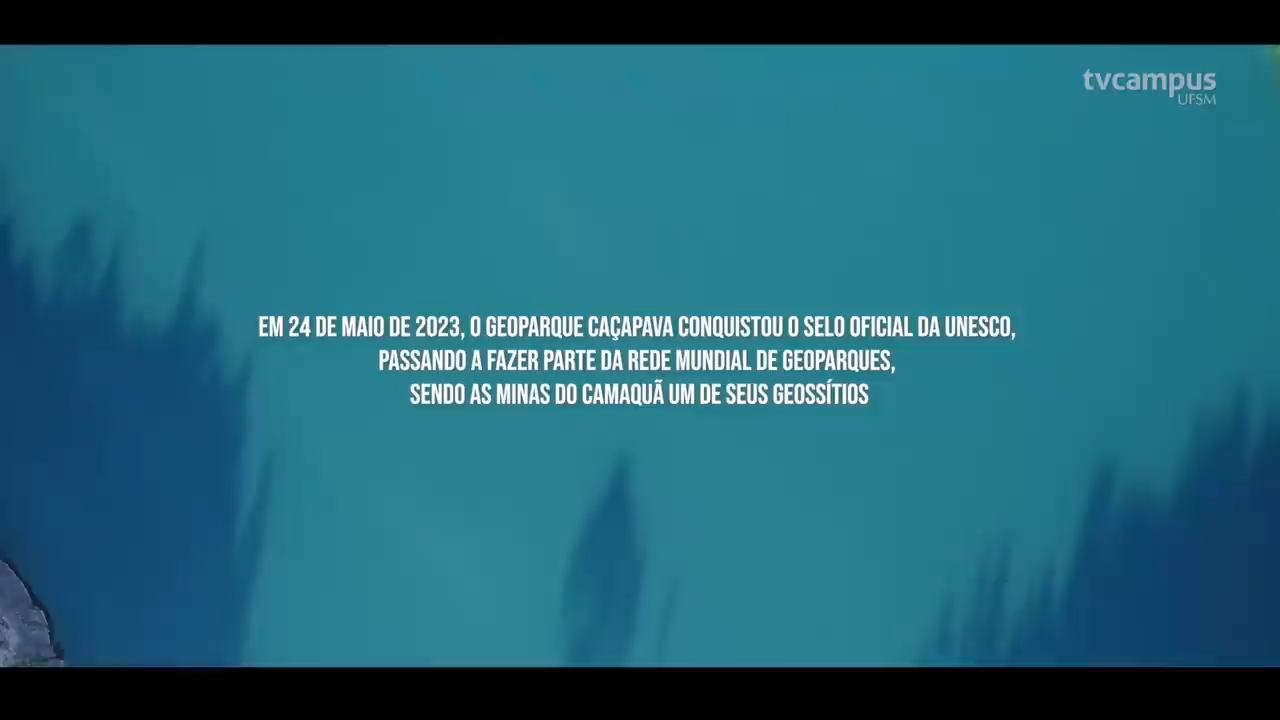 tvcampus
UFSM
EM 24 DE MAIO DE 2023, O GEOPARQUE CAÇAPAVA CONQUISTOU O SELO OFICIAL DA UNESCO,
PASSANDO A FAZER PARTE DA REDE MUNDIAL DE GEOPARQUES,
SENDO AS MINAS DO CAMAQUÃ UM DE SEUS GEOSSÍTIOS